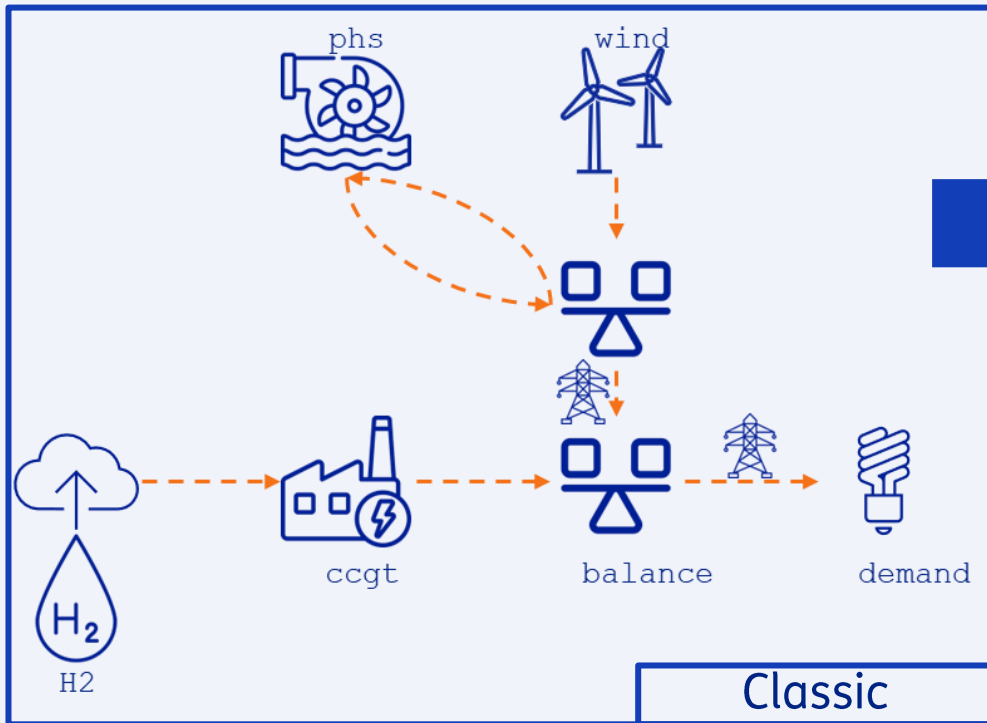 phs
wind
ccgt
balance
demand
H₂
H2
Classic